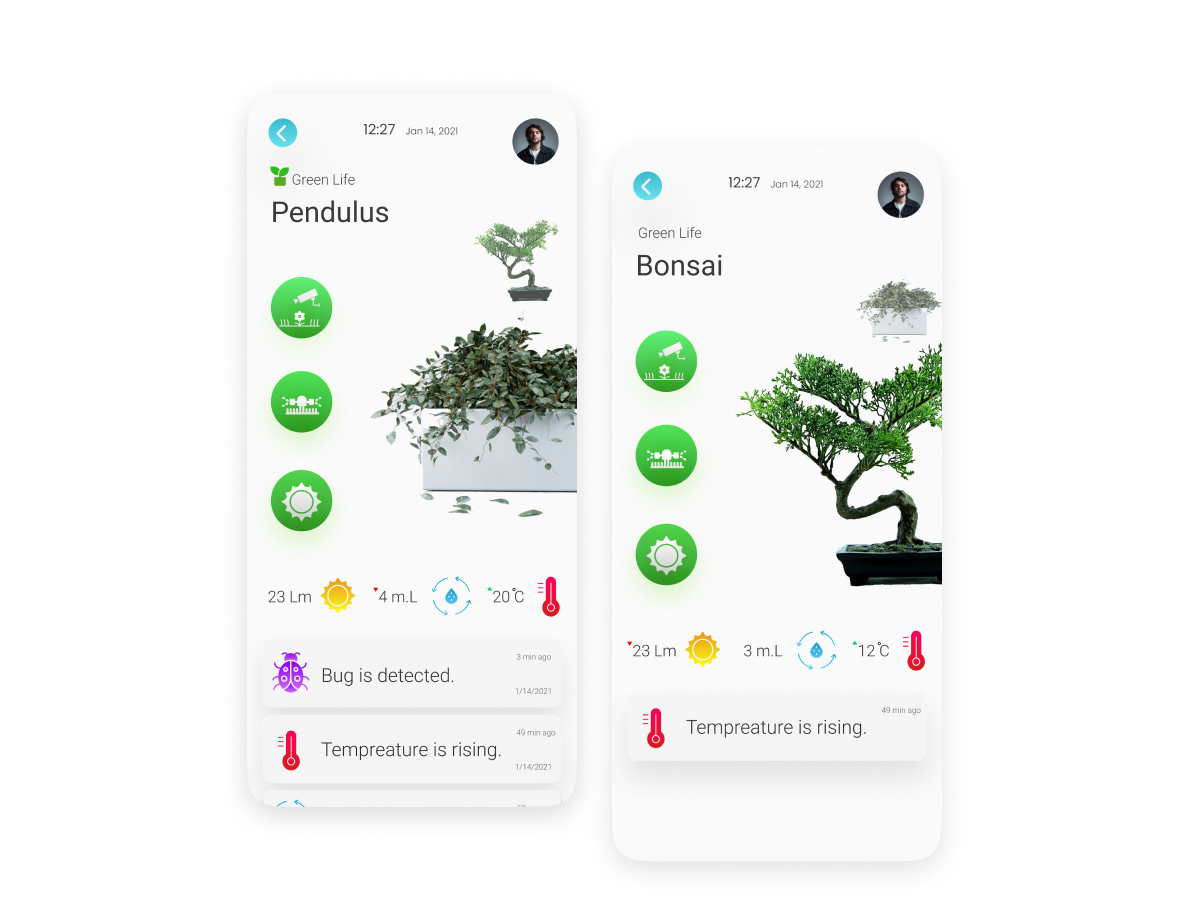 12:27 Jan 14, 2021
Green Life
Pendulus
23 Lm 4 m.L 20°C
Bug is detected.
3 min ago
1/14/2021
Tempreature is rising.
49 min ago
1/14/2021
12:27 Jan 14, 2021
Green Life
Bonsai
23 Lm 3 m.L 12°C
Tempreature is rising.
49 min ago